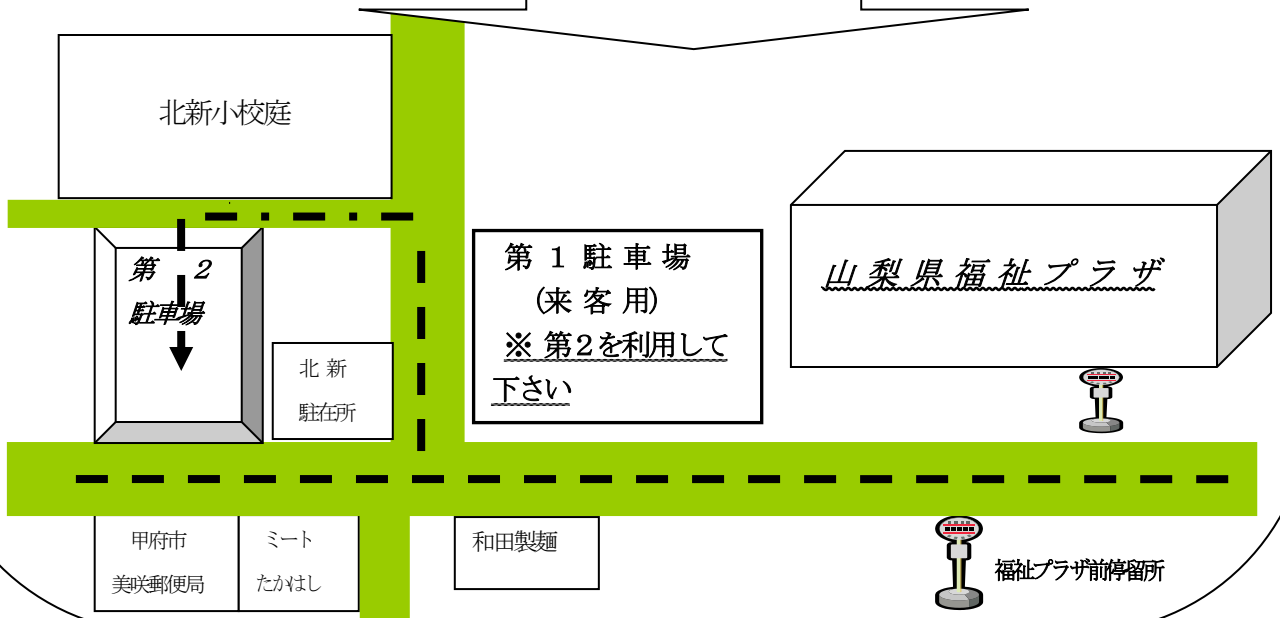 北新小校庭
山梨県福祉プラザ
第 1 駐 車 場
(来 客 用)
※ 第2を利用して
下さい
第 2
駐車場
北 新
駐在所
甲府市
美咲郵便局
ミート
たかはし
和田製麺
福祉プラザ前停留所